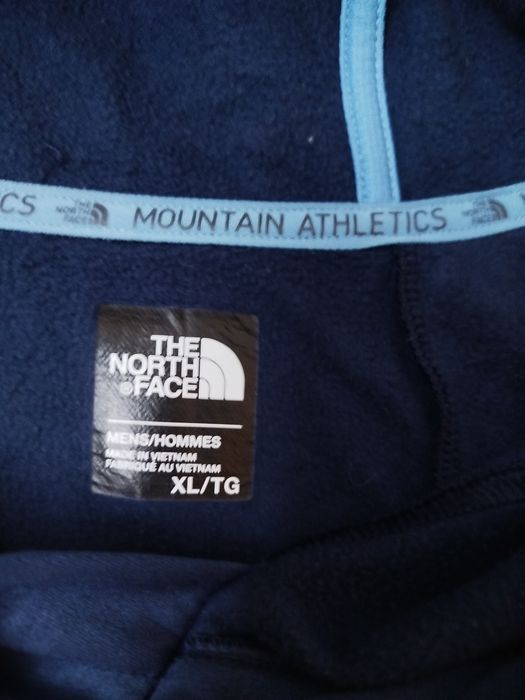 CS THE NORTH FACE MOUNTAIN ATHLETICS THE NORTH FACE
THE
NORTH
FACE
MENS/HOMMES
MADE IN VIETNAM
FABRIQUÉ AU VIETNAM
XL/TG